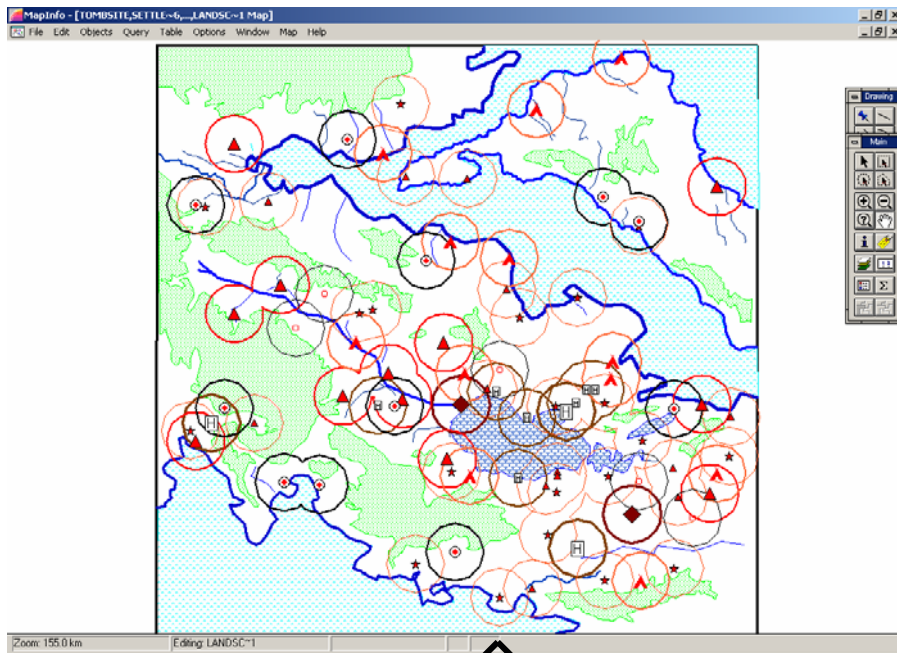 MapInfo - [TOMBSITE,SETTLE~6,...,LANDSC~1 Map]
File Edit Objects Query Table Options Window Map Help
Drawing
Main
H
H
H H
H
H
H
H
H
H
H
Zoom: 155.0 km Editing: LANDSC~1